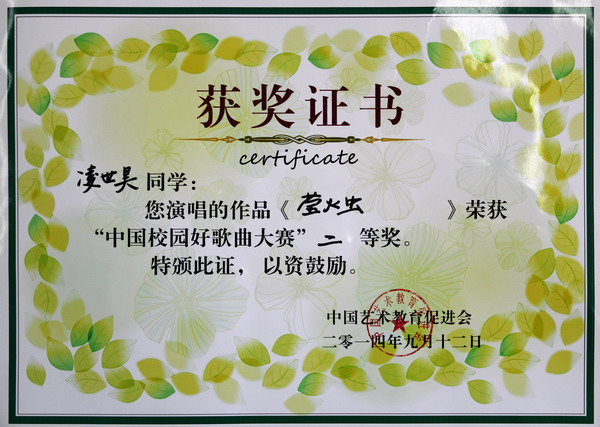 获奖证书
certificate
凌世昊同学：
您演唱的作品《萤火虫》荣获
“中国校园好歌曲大赛”二等奖。
特颁此证，以资鼓励。
中国艺术教育促进会
二零一四年九月十二日